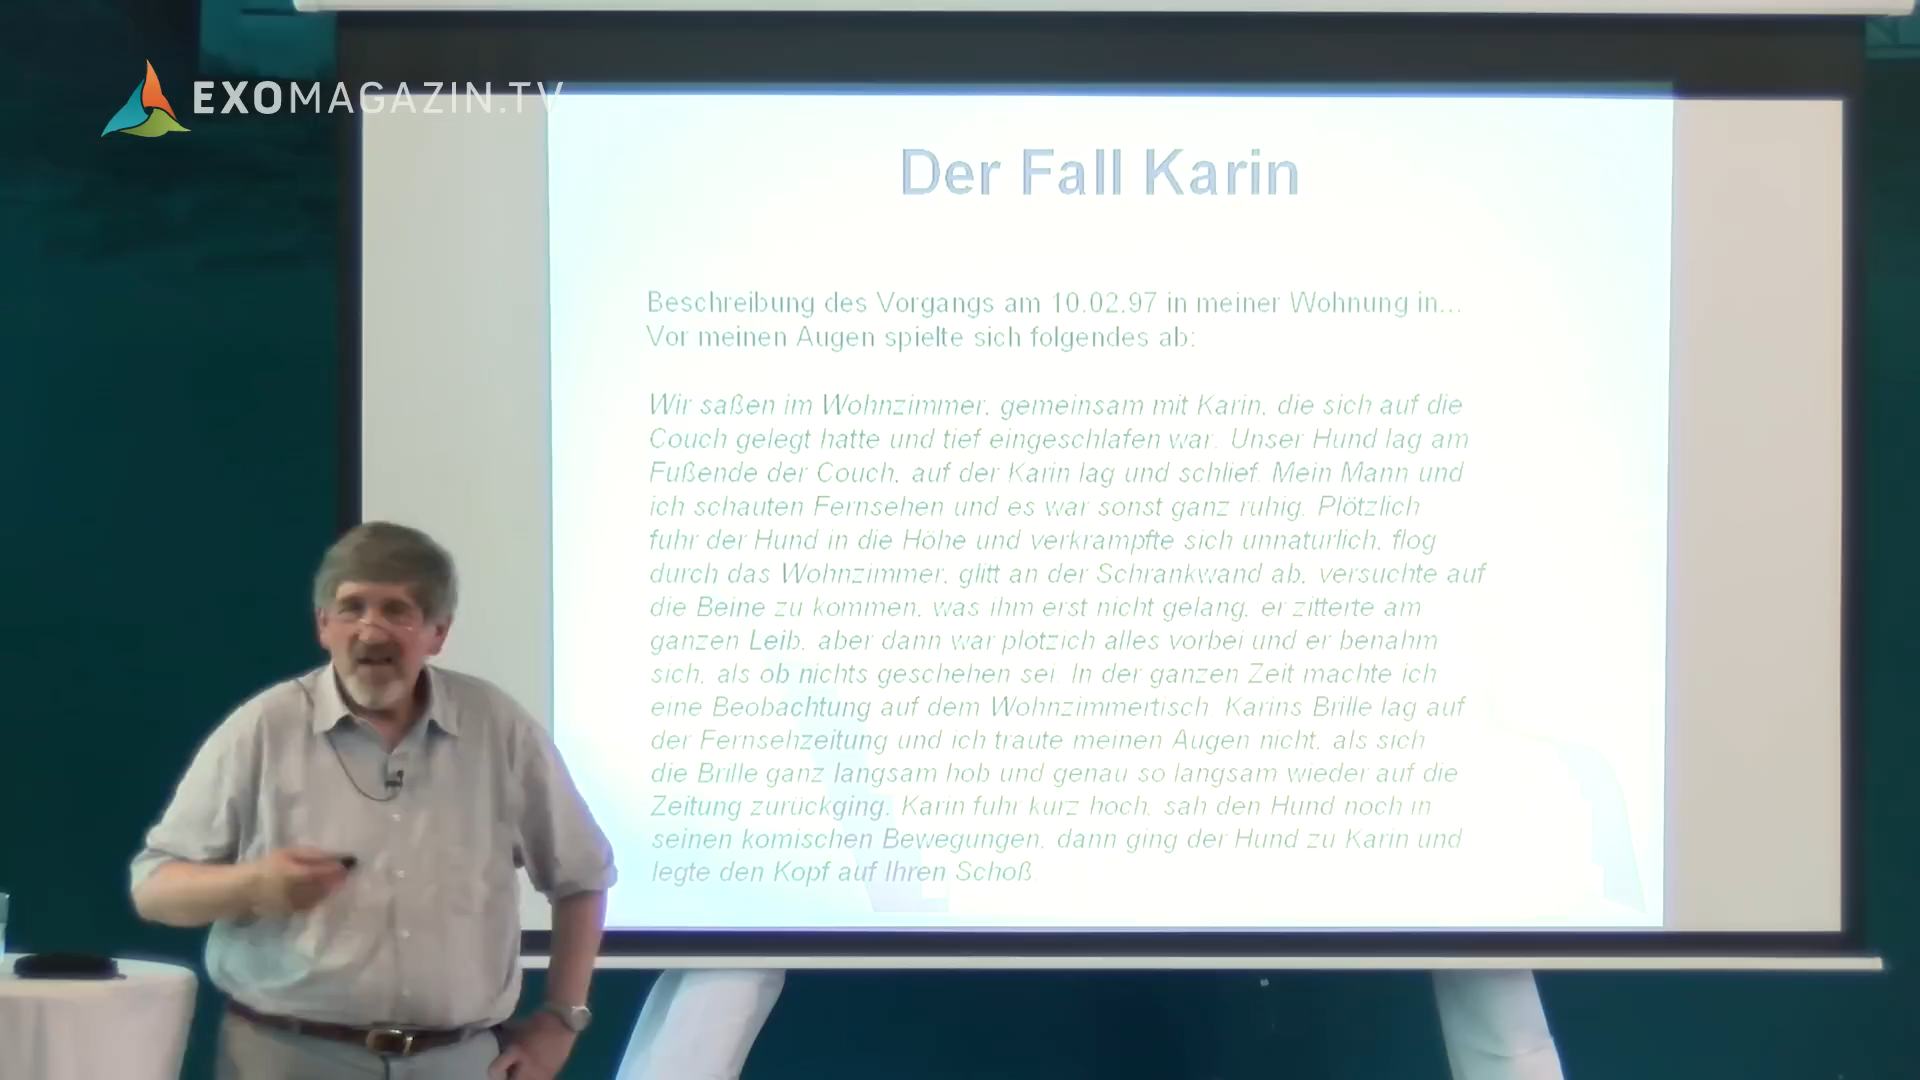 EXOMAGAZIN.TV
Der Fall Karin
Beschreibung des Vorgangs am 10.02.97 in meiner Wohnung in...
Vor meinen Augen spielte sich folgendes ab:
Wir saßen im Wohnzimmer, gemeinsam mit Karin, die sich auf die
Couch gelegt hatte und tief eingeschlafen war. Unser Hund lag am
Fußende der Couch, auf der Karin lag und schlief. Mein Mann und
ich schauten Fernsehen und es war sonst ganz ruhig. Plötzlich
fuhr der Hund in die Höhe und verkrampfte sich unnatürlich, flog
durch das Wohnzimmer, glitt an der Schrankwand ab, versuchte auf
die Beine zu kommen, was ihm erst nicht gelang, er zitterte am
ganzen Leib, aber dann war plötzich alles vorbei und er benahm
sich, als ob nichts geschehen sei. In der ganzen Zeit machte ich
eine Beobachtung auf dem Wohnzimmertisch. Karins Brille lag auf
der Fernsehzeitung und ich traute meinen Augen nicht, als sich
die Brille ganz langsam hob und genau so langsam wieder auf die
Zeitung zurückging. Karin fuhr kurz hoch, sah den Hund noch in
seinen komischen Bewegungen, dann ging der Hund zu Karin und
legte den Kopf auf Ihren Schoß.